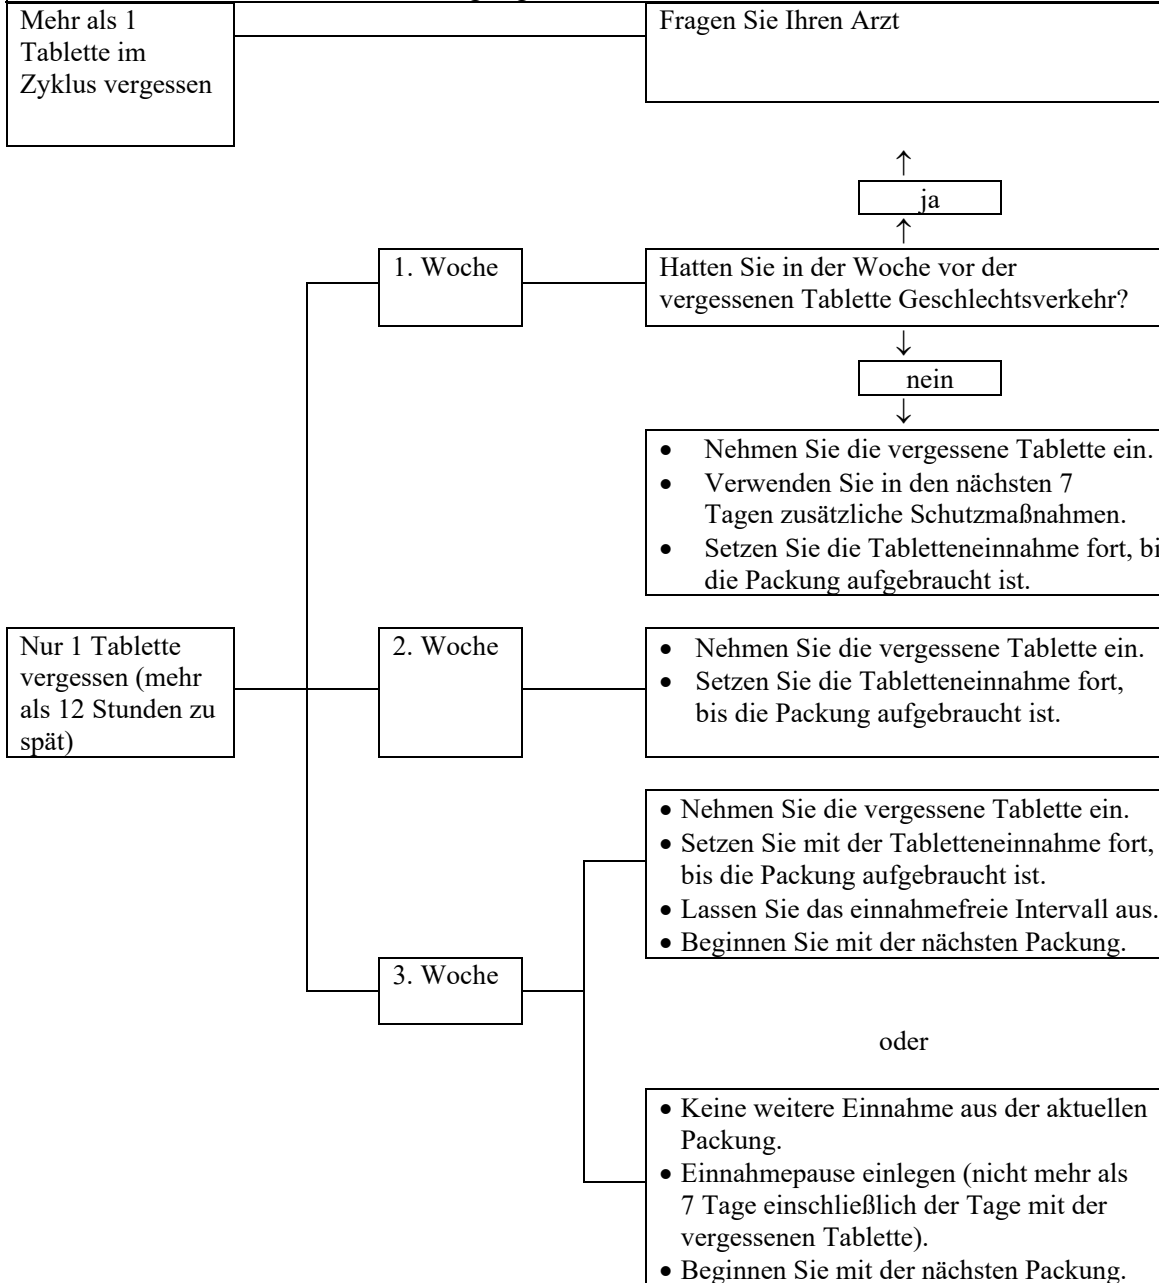 Mehr als 1
Tablette im
Zyklus vergessen
Fragen Sie Ihren Arzt
ja
1. Woche
Hatten Sie in der Woche vor der
vergessenen Tablette Geschlechtsverkehr?
nein
• Nehmen Sie die vergessene Tablette ein.
• Verwenden Sie in den nächsten 7
Tagen zusätzliche Schutzmaßnahmen.
• Setzen Sie die Tabletteneinnahme fort, bi
die Packung aufgebraucht ist.
Nur 1 Tablette
vergessen (mehr
als 12 Stunden zu
spät)
2. Woche
• Nehmen Sie die vergessene Tablette ein.
• Setzen Sie die Tabletteneinnahme fort,
bis die Packung aufgebraucht ist.
• Nehmen Sie die vergessene Tablette ein.
• Setzen Sie mit der Tabletteneinnahme fort,
bis die Packung aufgebraucht ist.
• Lassen Sie das einnahmefreie Intervall aus.
• Beginnen Sie mit der nächsten Packung.
3. Woche
oder
• Keine weitere Einnahme aus der aktuellen
Packung.
• Einnahmepause einlegen (nicht mehr als
7 Tage einschließlich der Tage mit der
vergessenen Tablette).
• Beginnen Sie mit der nächsten Packung.